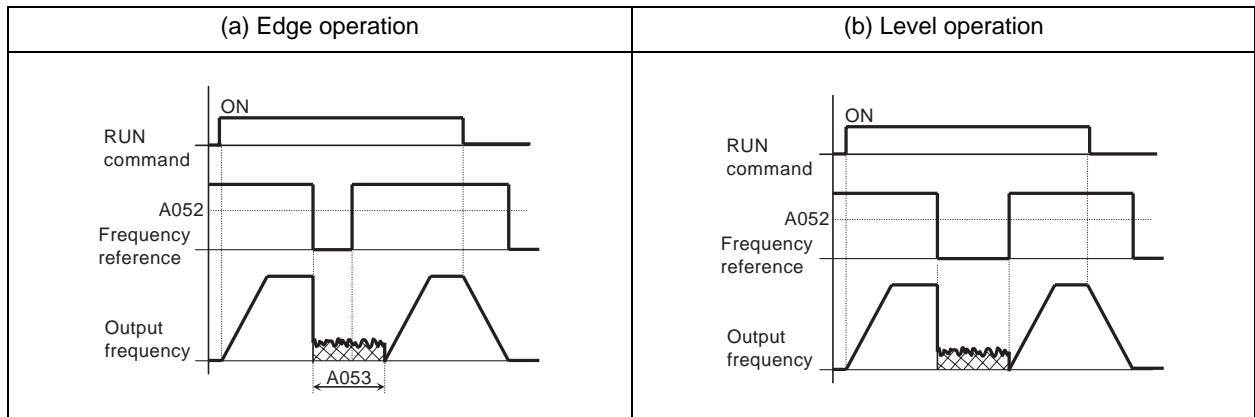 (a) Edge operation
(b) Level operation
ON
RUN
command
A052
Frequency
reference
Output
frequency
A053
ON
RUN
command
A052
Frequency
reference
Output
frequency